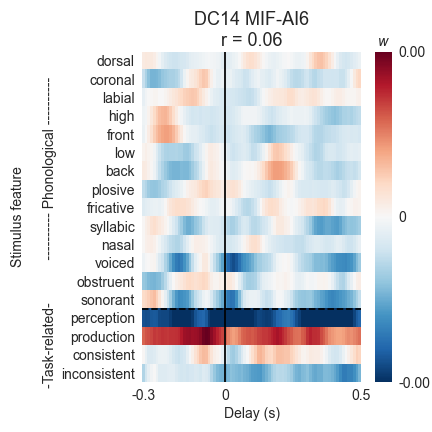 DC14 MIF-AI6
r = 0.06
w
Stimulus feature
-Task-related- ---------- Phonological ----------
dorsal
coronal
labial
high
front
low
back
plosive
fricative
syllabic
nasal
voiced
obstruent
sonorant
perception
production
consistent
inconsistent
0.00
0
-0.00
-0.3 0 0.5
Delay (s)